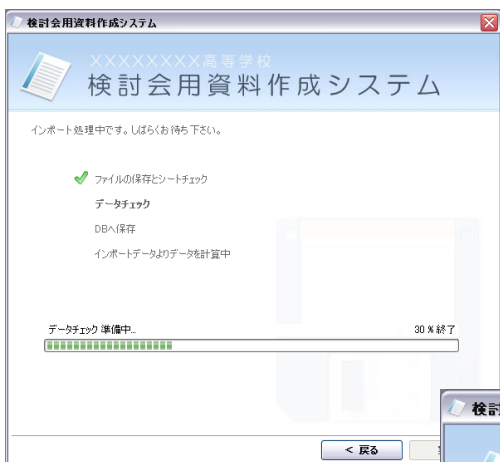 検討会用資料作成システム
XXXXXXXX高等学校
検討会用資料作成システム
インポート処理中です。しばらくお待ち下さい。
ファイルの保存とシートチェック
データチェック
DBへ保存
インポートデータよりデータを計算中
データチェック 準備中... 30 % 終了
< 戻る
検討